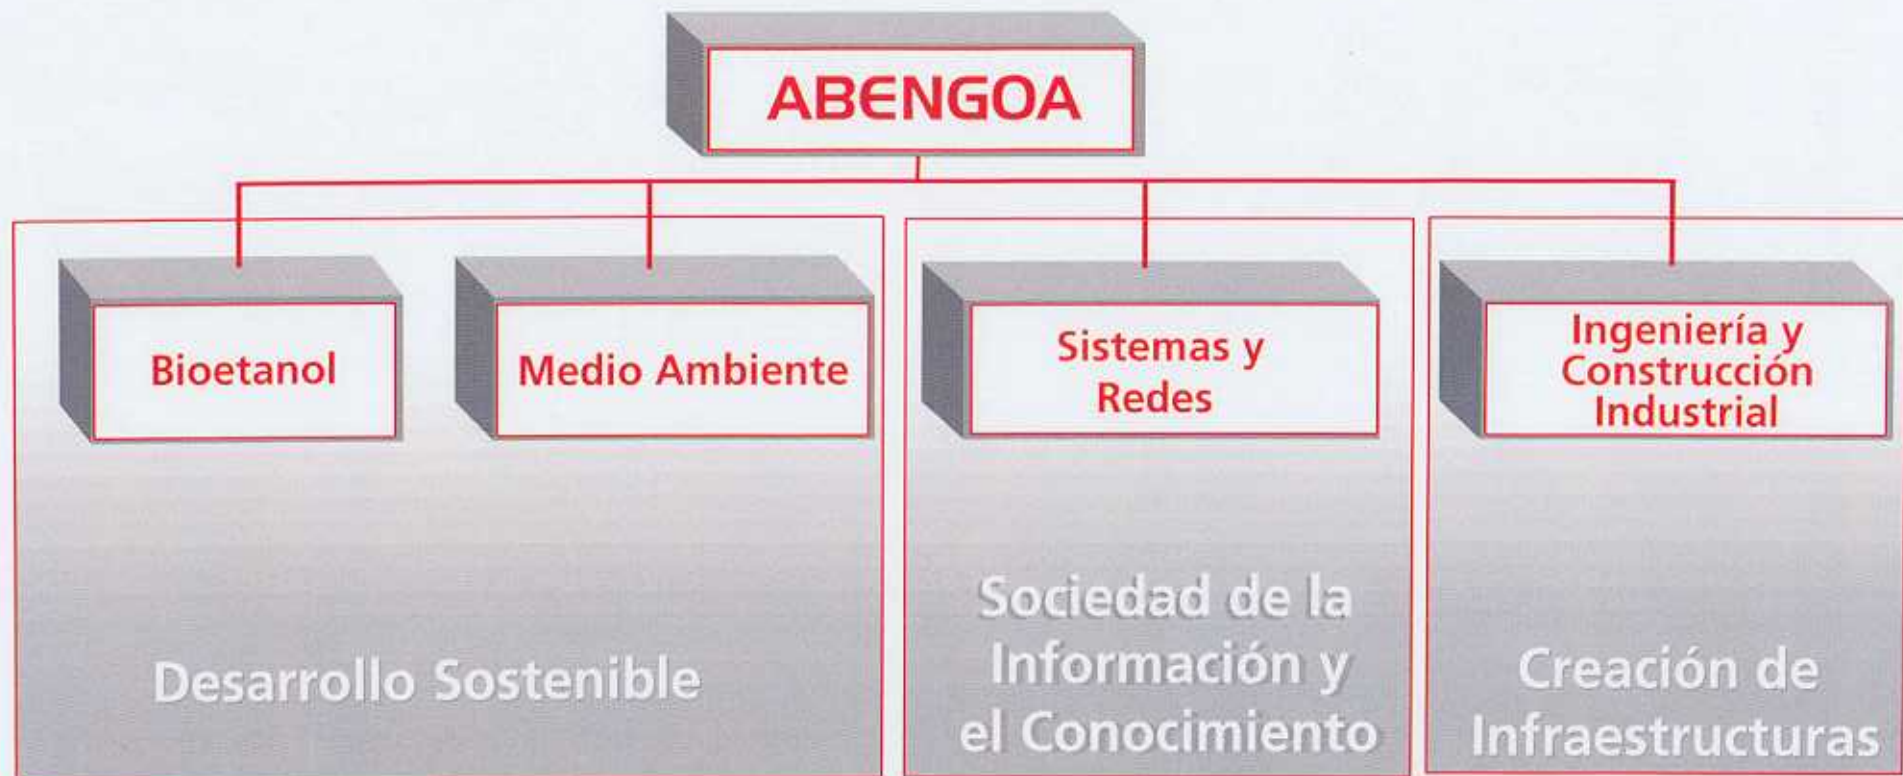 ABENGOA
Bioetanol
Medio Ambiente
Sistemas y
Redes
Ingeniería y
Construcción
Industrial
Desarrollo Sostenible
Sociedad de la
Información y
el Conocimiento
Creación de
Infraestructuras